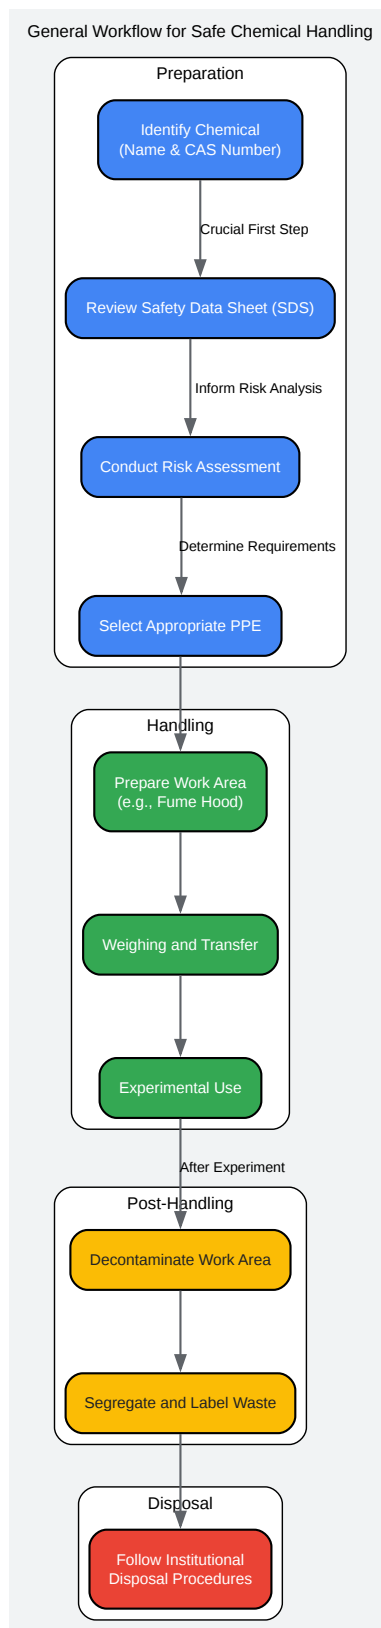 General Workflow for Safe Chemical Handling
Preparation
Identify Chemical
(Name & CAS Number)
Crucial First Step
Review Safety Data Sheet (SDS)
Inform Risk Analysis
Conduct Risk Assessment
Determine Requirements
Select Appropriate PPE
Handling
Prepare Work Area
(e.g., Fume Hood)
Weighing and Transfer
Experimental Use
After Experiment
Post-Handling
Decontaminate Work Area
Segregate and Label Waste
Disposal
Follow Institutional
Disposal Procedures